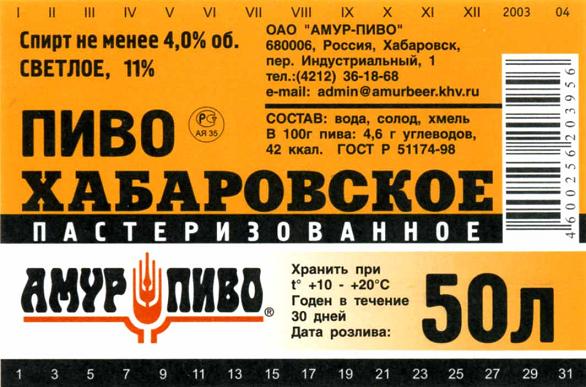 I II III IV V VI VII VIII IX X XI XII 2003 04
Спирт не менее 4,0% об.
СВЕТЛОЕ, 11%
ОАО "АМУР-ПИВО"
680006, Россия, Хабаровск,
пер. Индустриальный, 1
тел.:(4212) 36-18-68
e-mail: admin@amurbeer.khv.ru
ПИВО
РСТ
АЯ 35
СОСТАВ: вода, солод, хмель
В 100г пива: 4,6 г углеводов,
42 ккал. ГОСТ Р 51174-98
ХАБАРОВСКОЕ
ПАСТЕРИЗОВАННОЕ
4600256203956
АМУР ПИВО ®
Хранить при
t° +10 - +20°С
Годен в течение
30 дней
Дата розлива:
50л
1 3 5 7 9 11 13 15 17 19 21 23 25 27 29 31